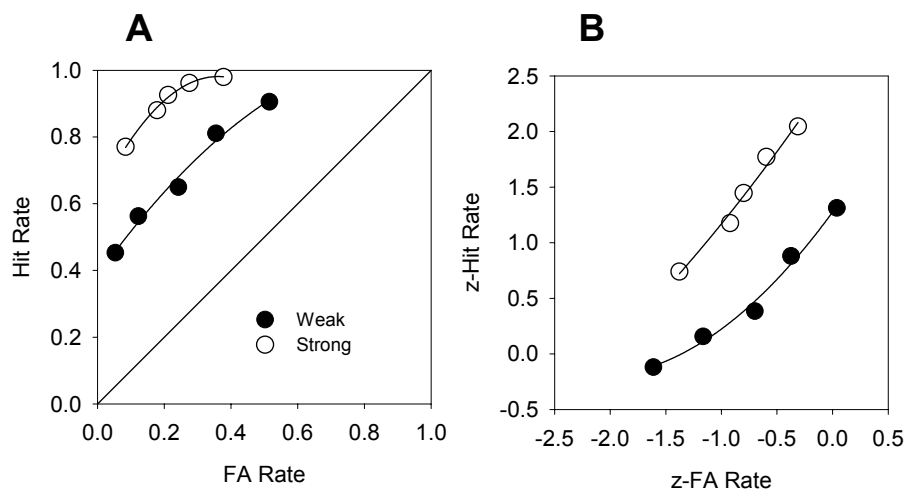 A
Hit Rate
1.0
0.8
0.6
0.4
0.2
0.0
Weak
Strong
0.0 0.2 0.4 0.6 0.8 1.0
FA Rate
B
z-Hit Rate
2.5
2.0
1.5
1.0
0.5
0.0
-0.5
-2.5 -2.0 -1.5 -1.0 -0.5 0.0 0.5
z-FA Rate